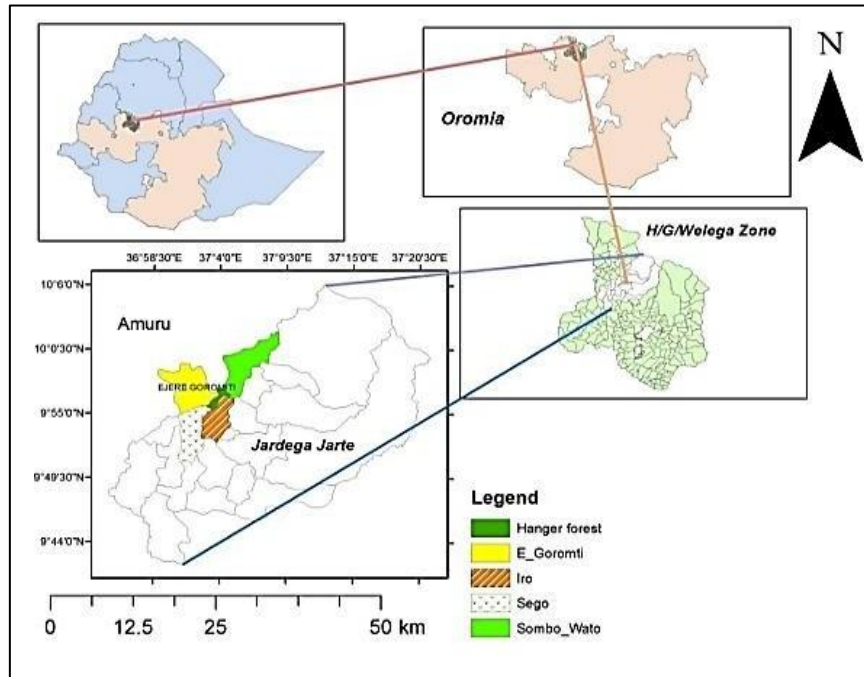 N
Oromia
H/G/Welega Zone
36°58'30"E 37°4'0"E 37°9'30"E 37°15'0"E 37°20'30"E
10°6'0"N
Amuru
10°0'30"N
EJERE GOROMTI
9°55'0"N
Jardega Jarte
9°49'30"N
9°44'0"N
Legend
Hanger forest
E_Goromti
Iro
Sego
Sombo_Wato
0 12.5 25 50 km